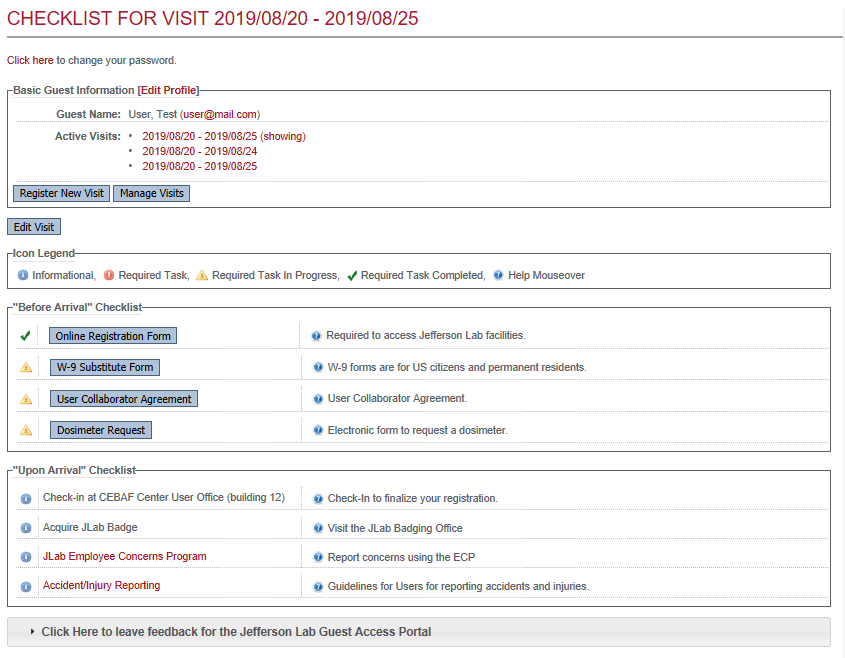 CHECKLIST FOR VISIT 2019/08/20 - 2019/08/25
Click here to change your password.
Basic Guest Information [Edit Profile]
Guest Name: User, Test (user@mail.com)
Active Visits: • 2019/08/20 - 2019/08/25 (showing)
• 2019/08/20 - 2019/08/24
• 2019/08/20 - 2019/08/25
Register New Visit Manage Visits
Edit Visit
Icon Legend
Informational, Required Task, Required Task In Progress, Required Task Completed, Help Mouseover
"Before Arrival" Checklist
Online Registration Form Required to access Jefferson Lab facilities.
W-9 Substitute Form W-9 forms are for US citizens and permanent residents.
User Collaborator Agreement User Collaborator Agreement.
Dosimeter Request Electronic form to request a dosimeter.
"Upon Arrival" Checklist
Check-in at CEBAF Center User Office (building 12) Check-In to finalize your registration.
Acquire JLab Badge Visit the JLab Badging Office
JLab Employee Concerns Program Report concerns using the ECP
Accident/Injury Reporting Guidelines for Users for reporting accidents and injuries.
Click Here to leave feedback for the Jefferson Lab Guest Access Portal